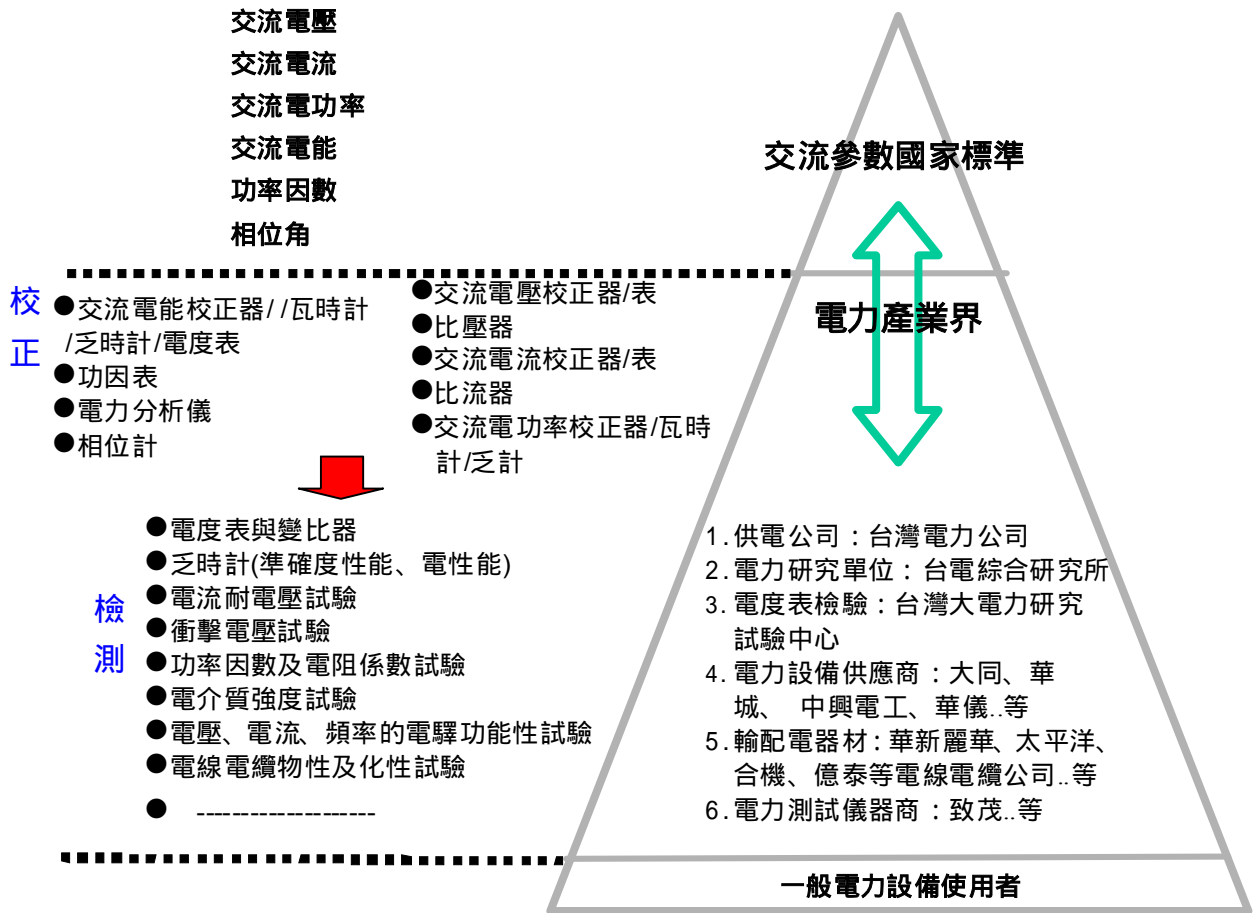 交流電壓
交流電流
交流電功率
交流電能
功率因數
相位角
交流參數國家標準
校
正
●交流電能校正器/ /瓦時計
/乏時計/電度表
●功因表
●電力分析儀
●相位計
●交流電壓校正器/表
●比壓器
●交流電流校正器/表
●比流器
●交流電功率校正器/瓦時
計/乏計
電力產業界
檢
測
●電度表與變比器
●乏時計(準確度性能、電性能)
●電流耐電壓試驗
●衝擊電壓試驗
●功率因數及電阻係數試驗
●電介質強度試驗
●電壓、電流、頻率的電驛功能性試驗
●電線電纜物性及化性試驗
● --------------------
1.供電公司：台灣電力公司
2.電力研究單位：台電綜合研究所
3.電度表檢驗：台灣大電力研究
試驗中心
4.電力設備供應商：大同、華
城、 中興電工、華儀..等
5.輸配電器材：華新麗華、太平洋、
合機、億泰等電線電纜公司..等
6.電力測試儀器商：致茂..等
一般電力設備使用者